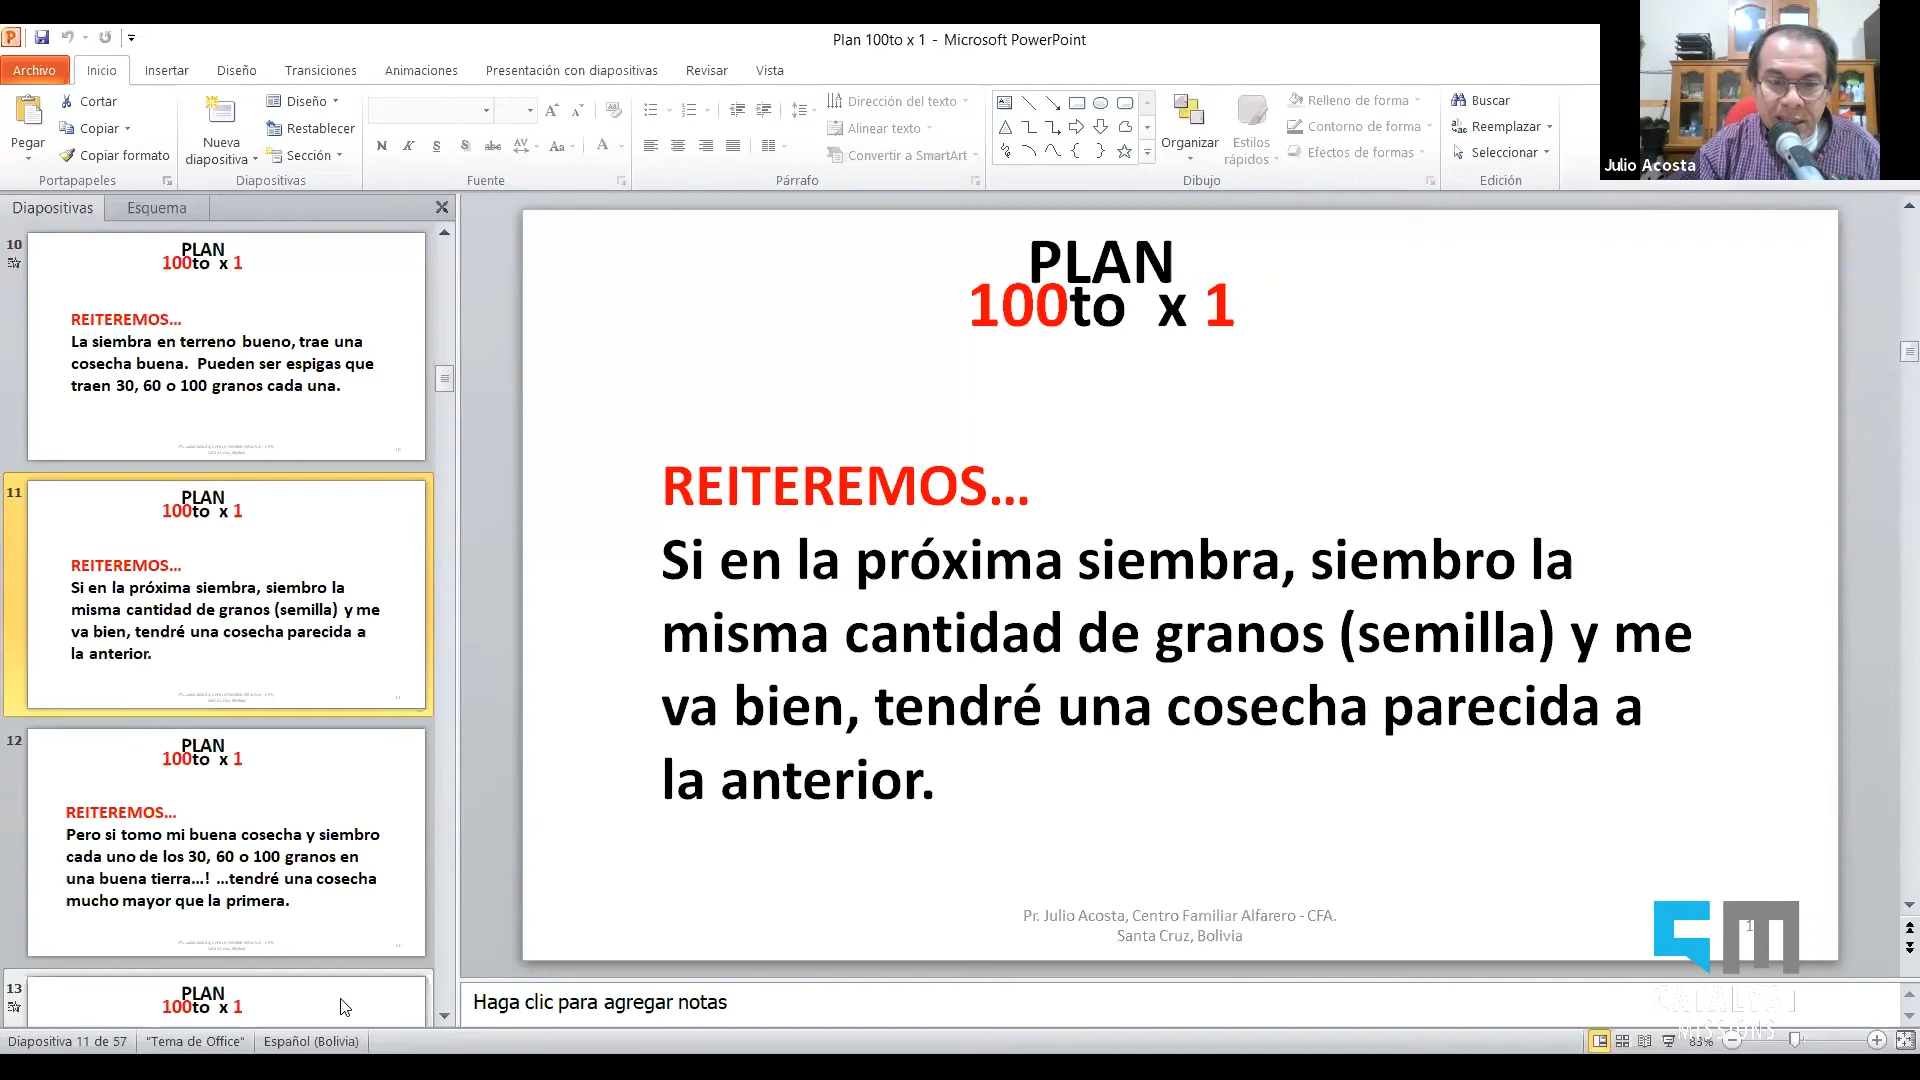 Plan 100to x 1 - Microsoft PowerPoint
Archivo
Inicio
Insertar
Diseño
Transiciones
Animaciones
Presentación con diapositivas
Revisar
Vista
Pegar
Cortar
Copiar
Copiar formato
Portapapeles
Nueva
diapositiva
Diseño
Restablecer
Sección
Diapositivas
N K S S abc AV Aa A
Fuente
Dirección del texto
Alinear texto
Convertir a SmartArt
Párrafo
Organizar
Estilos
rápidos
Relleno de forma
Contorno de forma
Efectos de formas
Dibujo
Buscar
Reemplazar
Seleccionar
Edición
Julio Acosta
Diapositivas
Esquema
10
PLAN
100to x 1
REITEREMOS...
La siembra en terreno bueno, trae una
cosecha buena. Pueden ser espigas que
traen 30, 60 o 100 granos cada una.
11
PLAN
100to x 1
REITEREMOS...
Si en la próxima siembra, siembro la
misma cantidad de granos (semilla) y me
va bien, tendré una cosecha parecida a
la anterior.
12
PLAN
100to x 1
REITEREMOS...
Pero si tomo mi buena cosecha y siembro
cada uno de los 30, 60 o 100 granos en
una buena tierra...! ...tendré una cosecha
mucho mayor que la primera.
13
PLAN
100to x 1
PLAN
100to x 1
REITEREMOS...
Si en la próxima siembra, siembro la
misma cantidad de granos (semilla) y me
va bien, tendré una cosecha parecida a
la anterior.
Pr. Julio Acosta, Centro Familiar Alfarero - CFA.
Santa Cruz, Bolivia
CATALYST
MISSIONS
Haga clic para agregar notas
Diapositiva 11 de 57
"Tema de Office"
Español (Bolivia)
83%